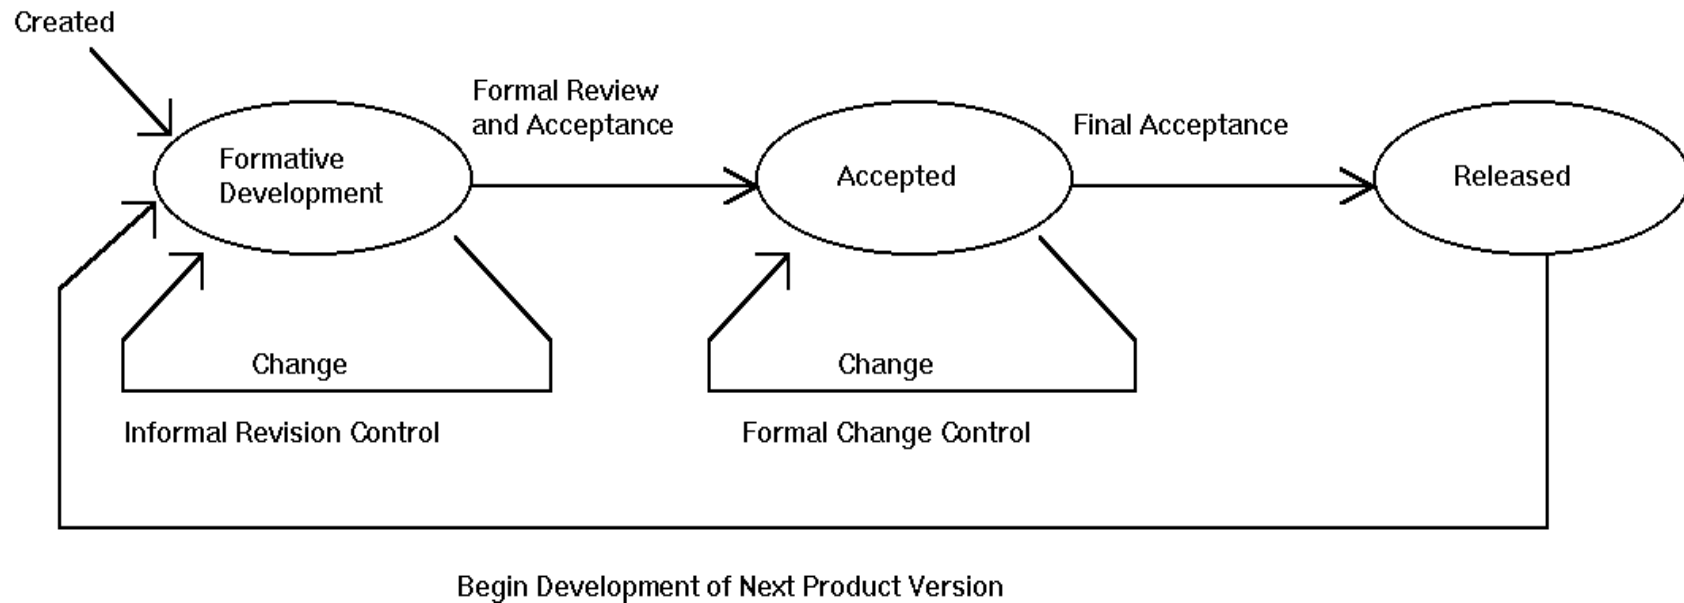 Created
Formal Review
and Acceptance
Final Acceptance
Formative
Development
Accepted
Released
Change
Change
Informal Revision Control
Formal Change Control
Begin Development of Next Product Version